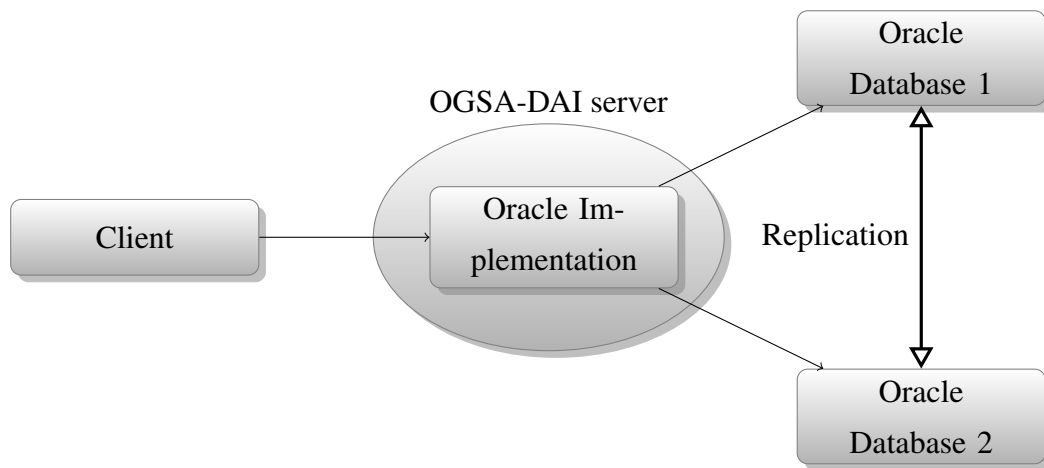 Oracle
Database 1
OGSA-DAI server
Client
Oracle Im-
plementation
Replication
Oracle
Database 2